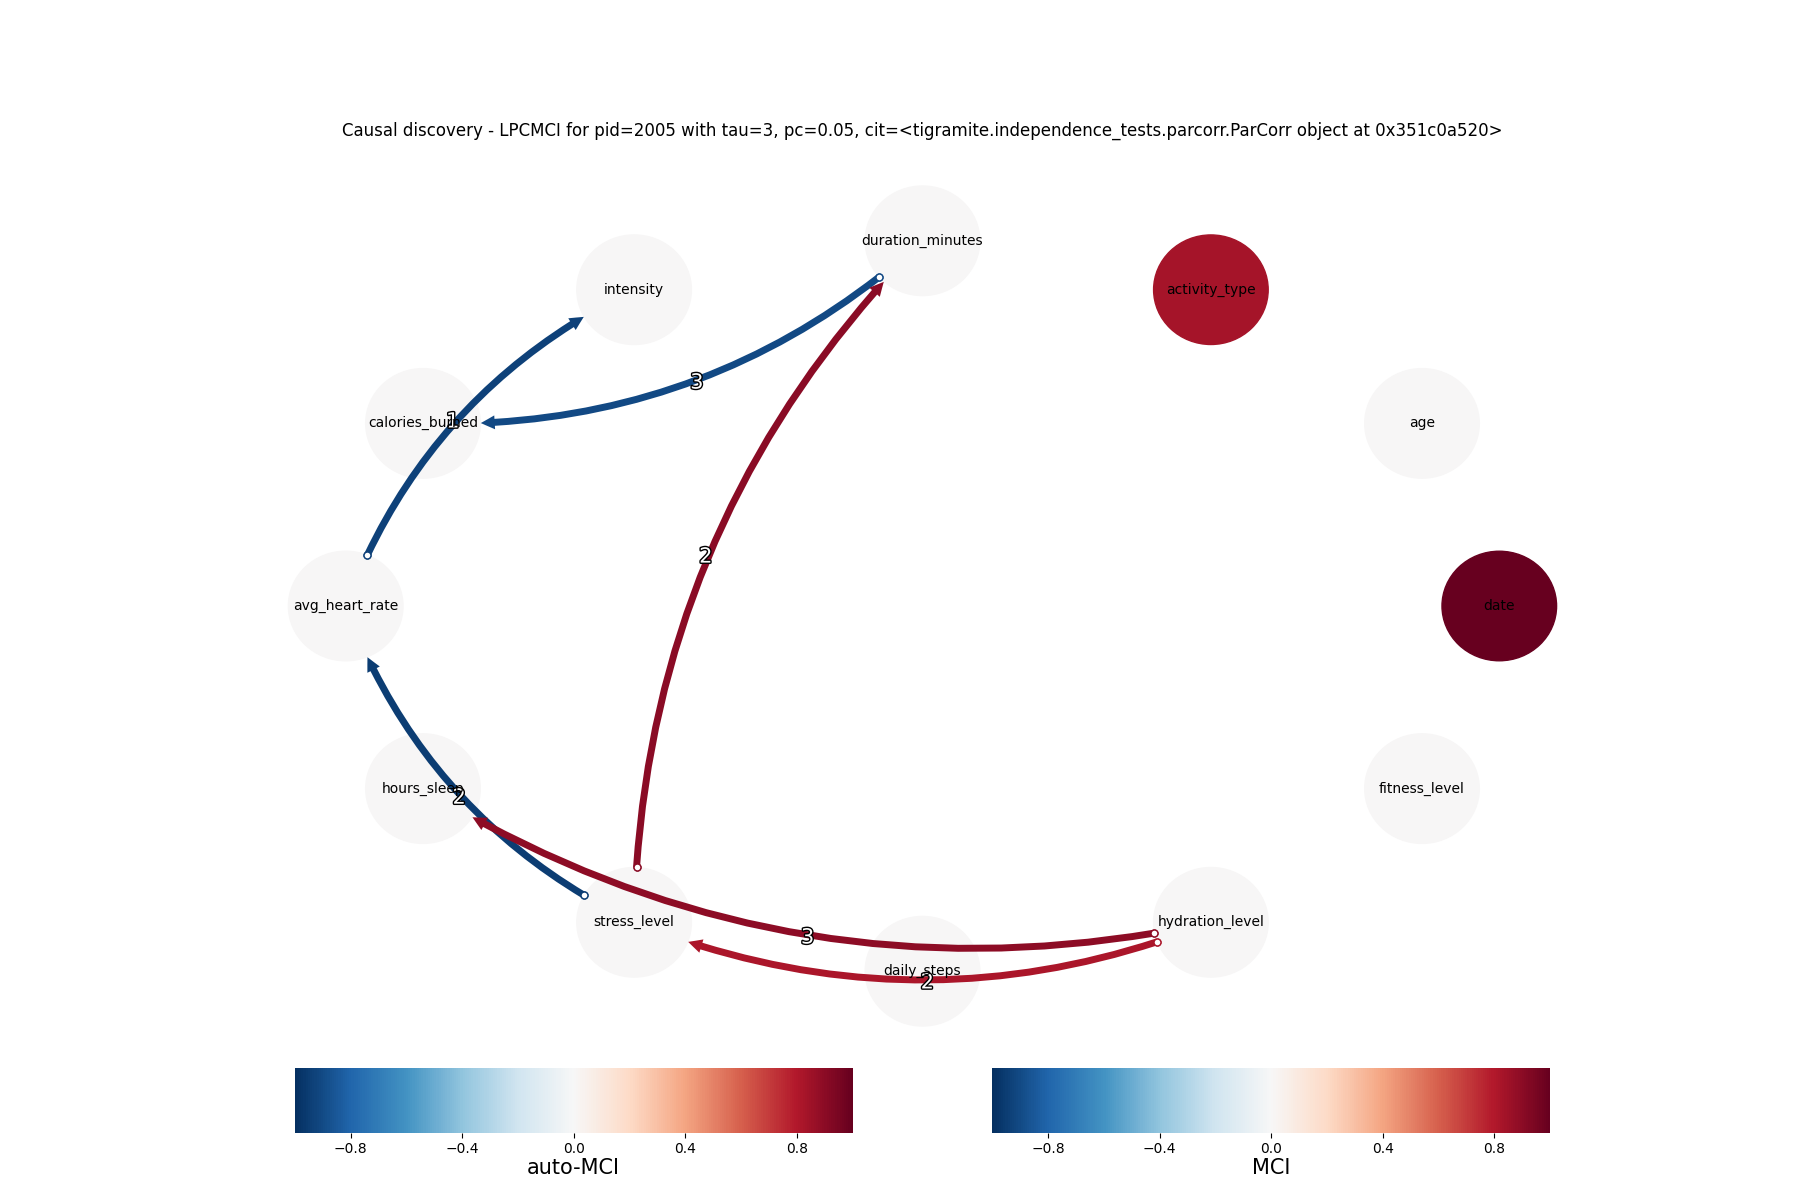 Causal discovery - LPCMCI for pid=2005 with tau=3, pc=0.05, cit=<tigramite.independence_tests.parcorr.ParCorr object at 0x351c0a520>
duration_minutes
intensity
activity_type
3
1
calories_burned
age
2
avg_heart_rate
date
hours_sleep
2
fitness_level
stress_level
hydration_level
3
daily_steps
2
−0.8 −0.4 0.0 0.4 0.8
auto-MCI
−0.8 −0.4 0.0 0.4 0.8
MCI